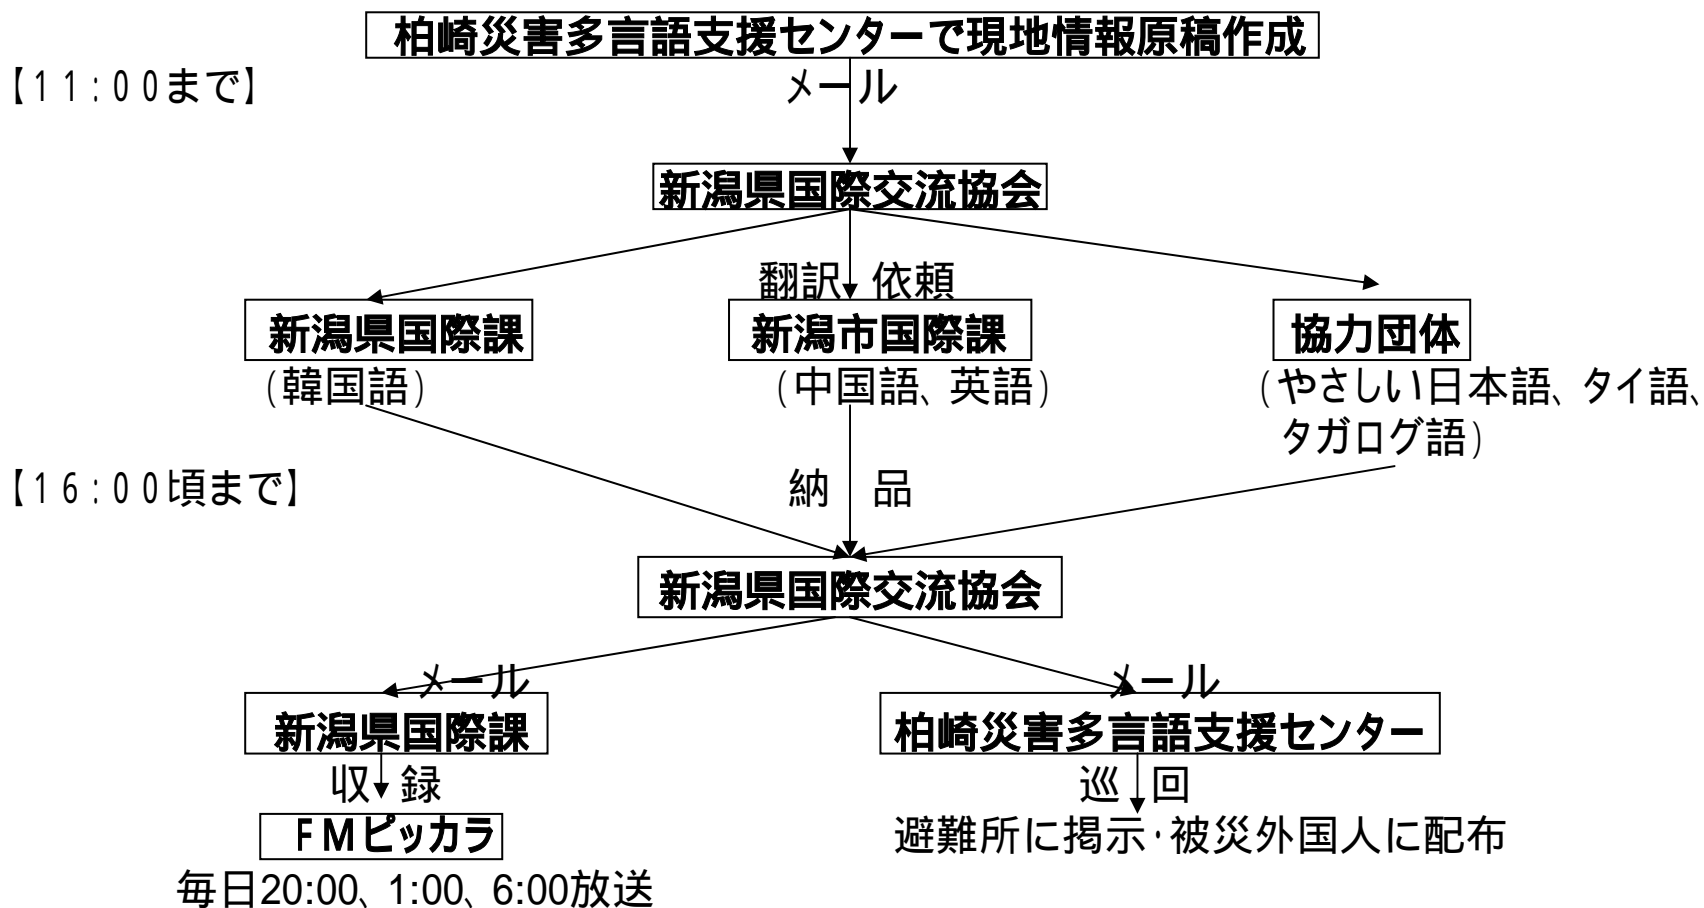 柏崎災害多言語支援センターで現地情報原稿作成
【11:00まで】
メール
新潟県国際交流協会
翻訳 依頼
新潟県国際課
新潟市国際課
協力団体
(韓国語)
(中国語、英語)
(やさしい日本語、タイ語、
タガログ語)
【16:00頃まで】
納 品
新潟県国際交流協会
メール
メール
新潟県国際課
柏崎災害多言語支援センター
収 録
巡 回
FMピッカラ
避難所に掲示・被災外国人に配布
毎日20:00、1:00、6:00放送